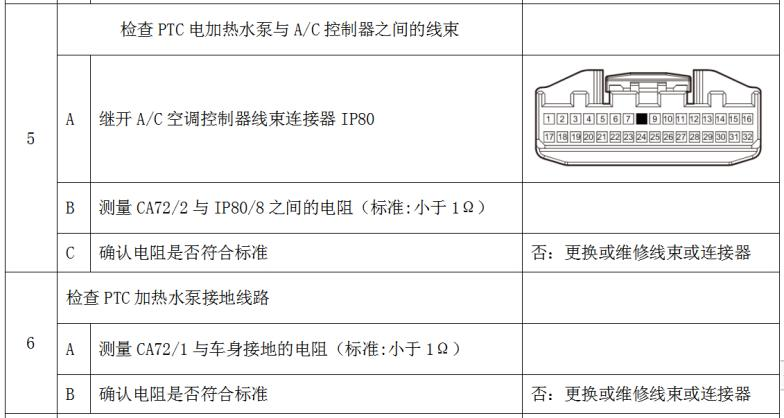 检查 PTC 电加热水泵与 A/C 控制器之间的线束
5
A
继开 A/C 空调控制器线束连接器 IP80
1 2 3 4 5 6 7 9 10 11 12 13 14 15 16
17 18 19 20 21 22 23 24 25 26 27 28 29 30 31 32
B
测量 CA72/2 与 IP80/8 之间的电阻（标准:小于 1Ω）
C
确认电阻是否符合标准
否：更换或维修线束或连接器
6
检查 PTC 加热水泵接地线路
A
测量 CA72/1 与车身接地的电阻（标准:小于 1Ω）
B
确认电阻是否符合标准
否：更换或维修线束或连接器